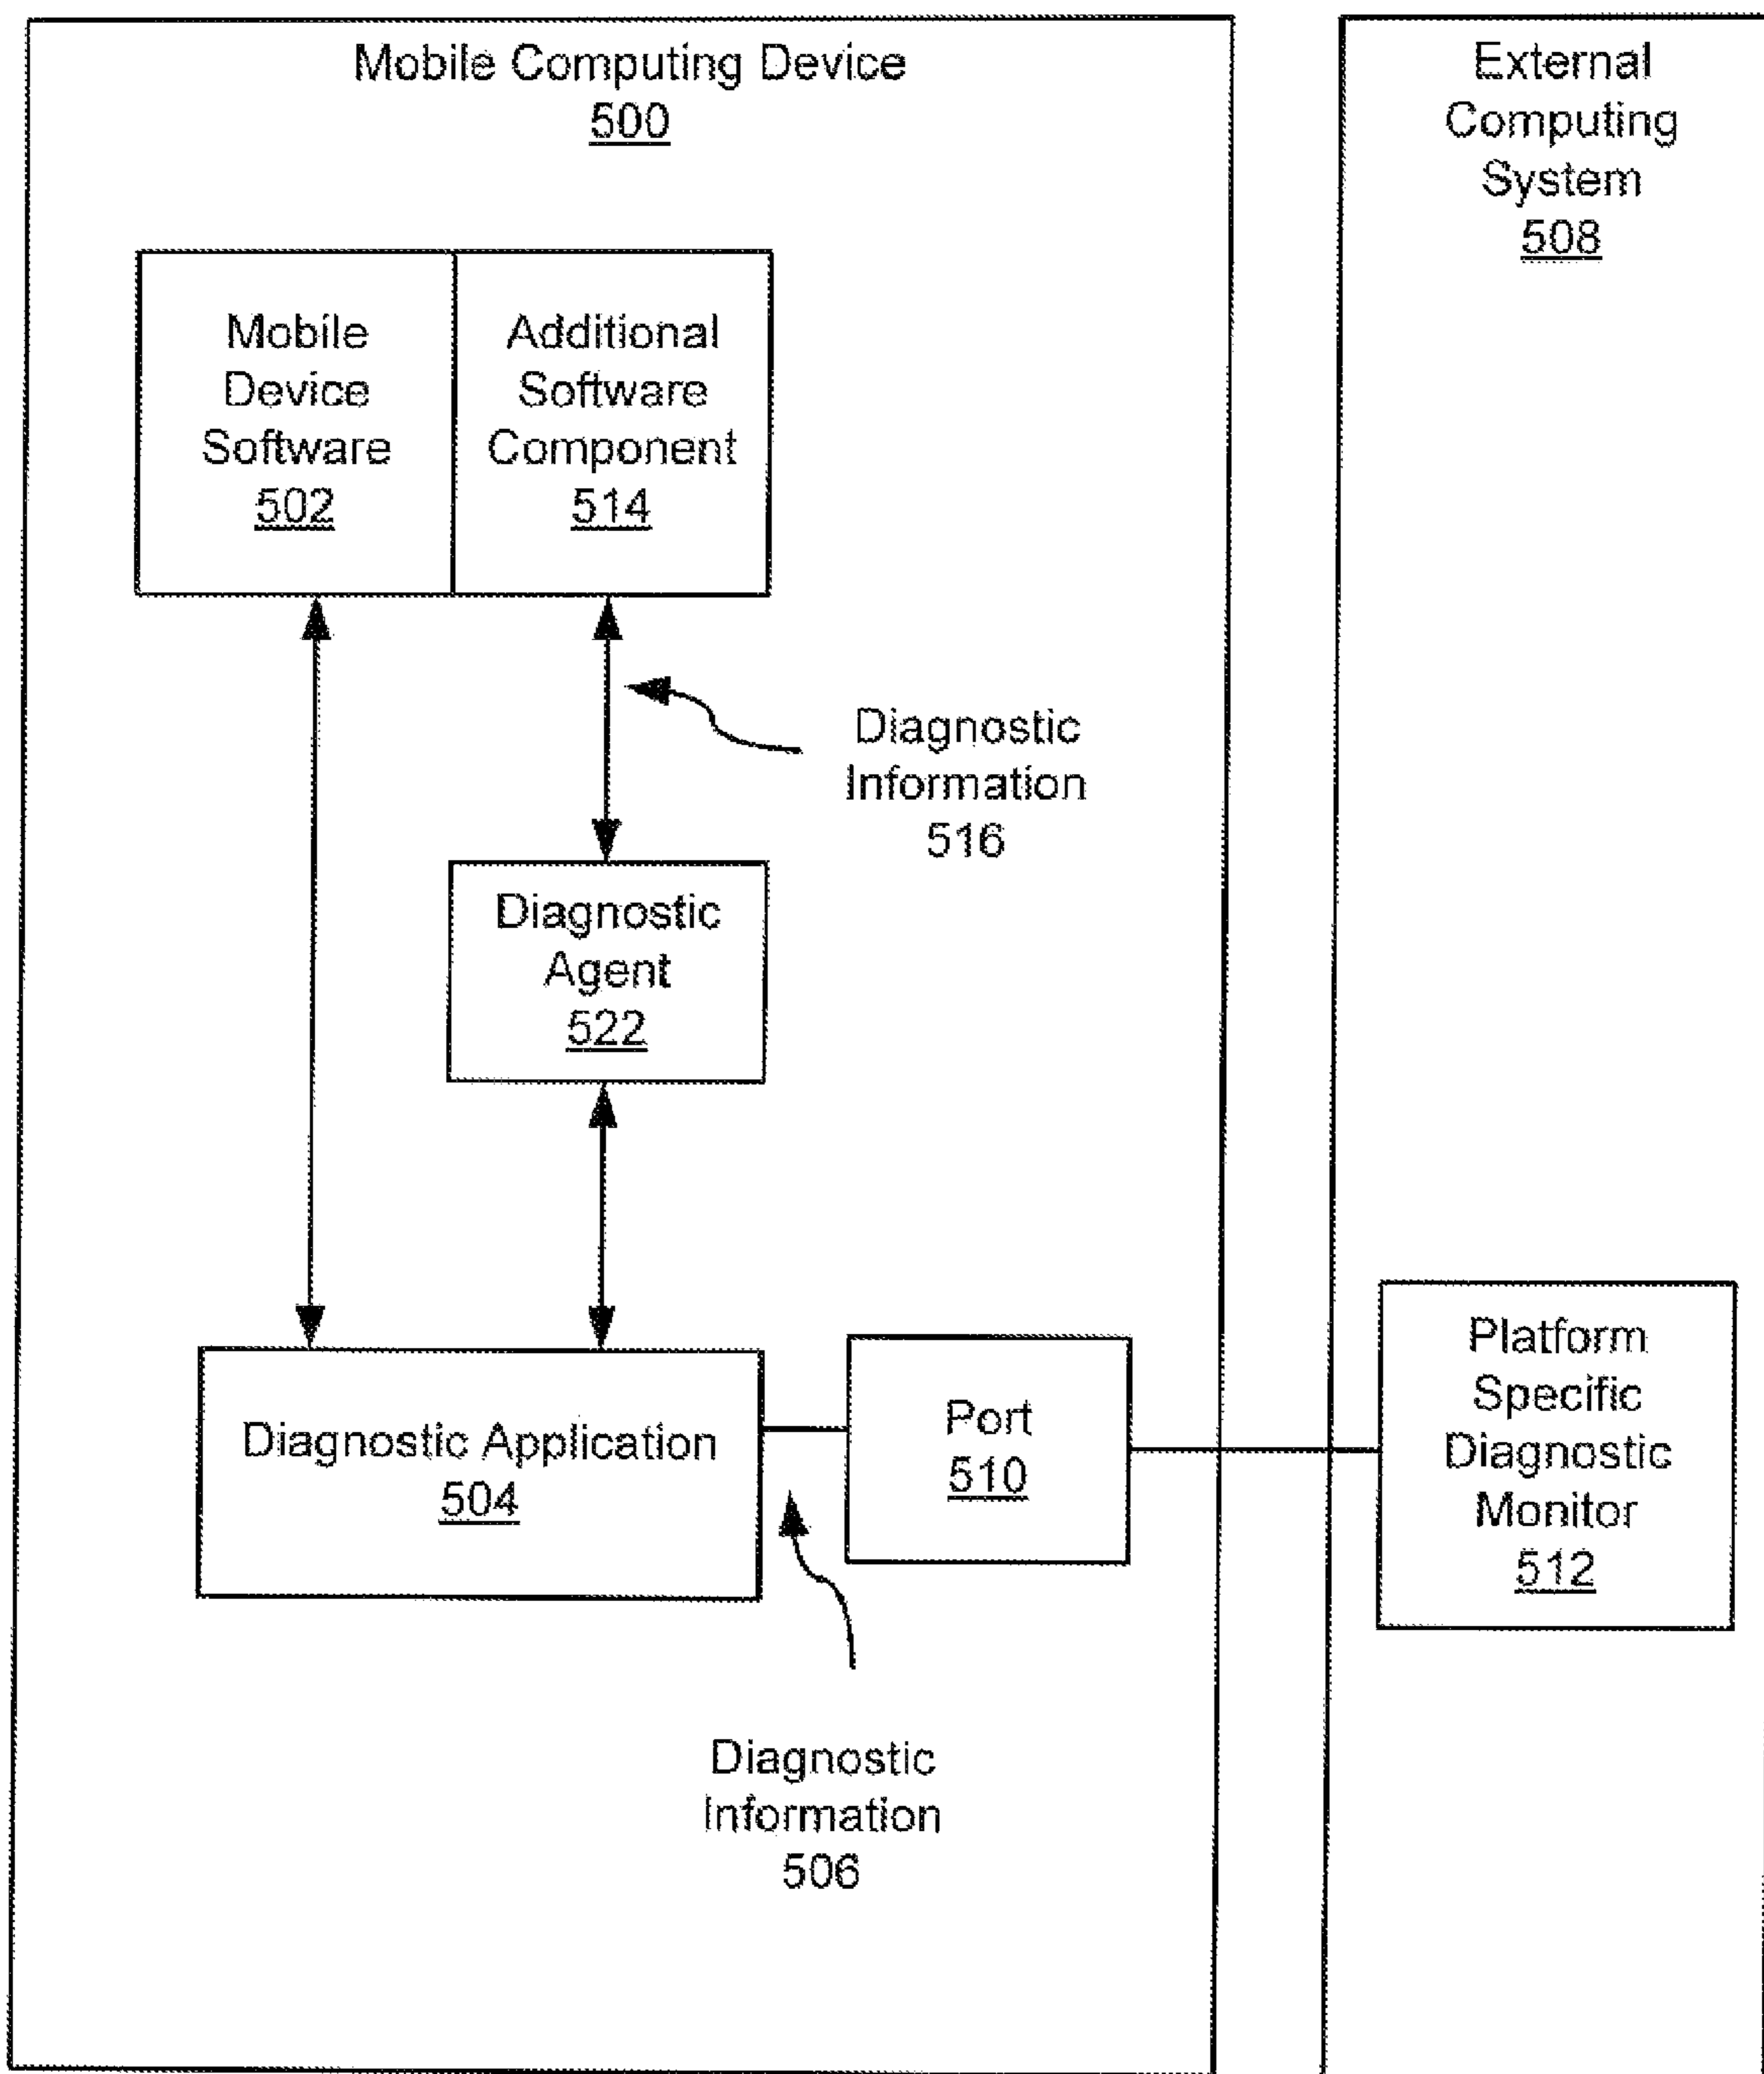 Mobile Computing Device
500
External
Computing
System
508
Mobile
Device
Software
502
Additional
Software
Component
514
Diagnostic
Information
516
Diagnostic
Agent
522
Diagnostic Application
504
Port
510
Platform
Specific
Diagnostic
Monitor
512
Diagnostic
Information
506